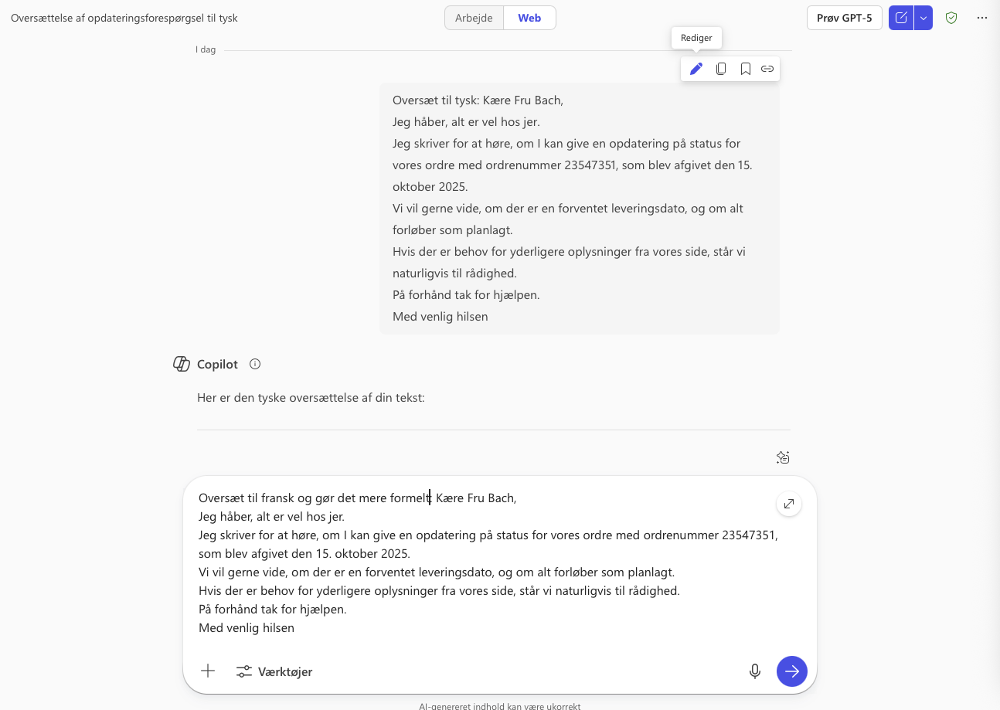 Oversættelse af opdateringsforespørgsel til tysk
Arbejde
Web
Prøv GPT-5
Rediger
I dag
Oversæt til tysk: Kære Fru Bach,
Jeg håber, alt er vel hos jer.
Jeg skriver for at høre, om I kan give en opdatering på status for
vores ordre med ordrenummer 23547351, som blev afgivet den 15.
oktober 2025.
Vi vil gerne vide, om der er en forventet leveringsdato, og om alt
forløber som planlagt.
Hvis der er behov for yderligere oplysninger fra vores side, står vi
naturligvis til rådighed.
På forhånd tak for hjælpen.
Med venlig hilsen
Copilot
Her er den tyske oversættelse af din tekst:
Oversæt til fransk og gør det mere formelt: Kære Fru Bach,
Jeg håber, alt er vel hos jer.
Jeg skriver for at høre, om I kan give en opdatering på status for vores ordre med ordrenummer 23547351,
som blev afgivet den 15. oktober 2025.
Vi vil gerne vide, om der er en forventet leveringsdato, og om alt forløber som planlagt.
Hvis der er behov for yderligere oplysninger fra vores side, står vi naturligvis til rådighed.
På forhånd tak for hjælpen.
Med venlig hilsen
Værktøjer
AI-genereret indhold kan være ukorrekt